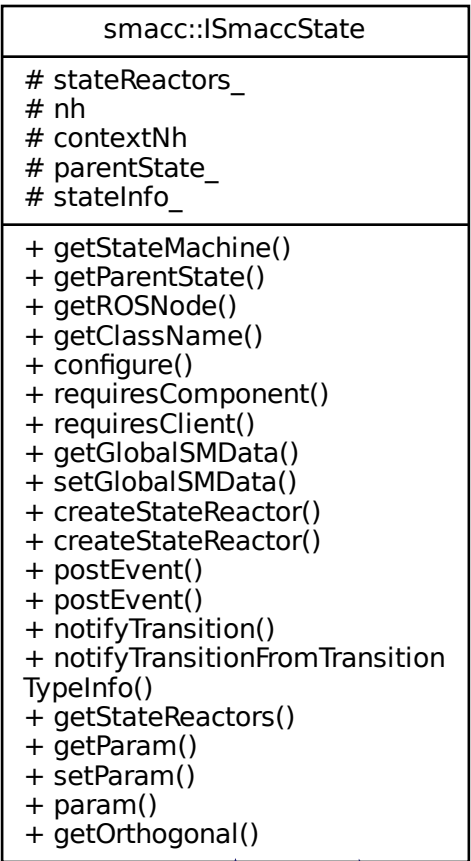 smacc::ISmaccState
# stateReactors_
# nh
# contextNh
# parentState_
# stateInfo_
+ getStateMachine()
+ getParentState()
+ getROSNode()
+ getClassName()
+ configure()
+ requiresComponent()
+ requiresClient()
+ getGlobalSMData()
+ setGlobalSMData()
+ createStateReactor()
+ createStateReactor()
+ postEvent()
+ postEvent()
+ notifyTransition()
+ notifyTransitionFromTransition
TypeInfo()
+ getStateReactors()
+ getParam()
+ setParam()
+ param()
+ getOrthogonal()